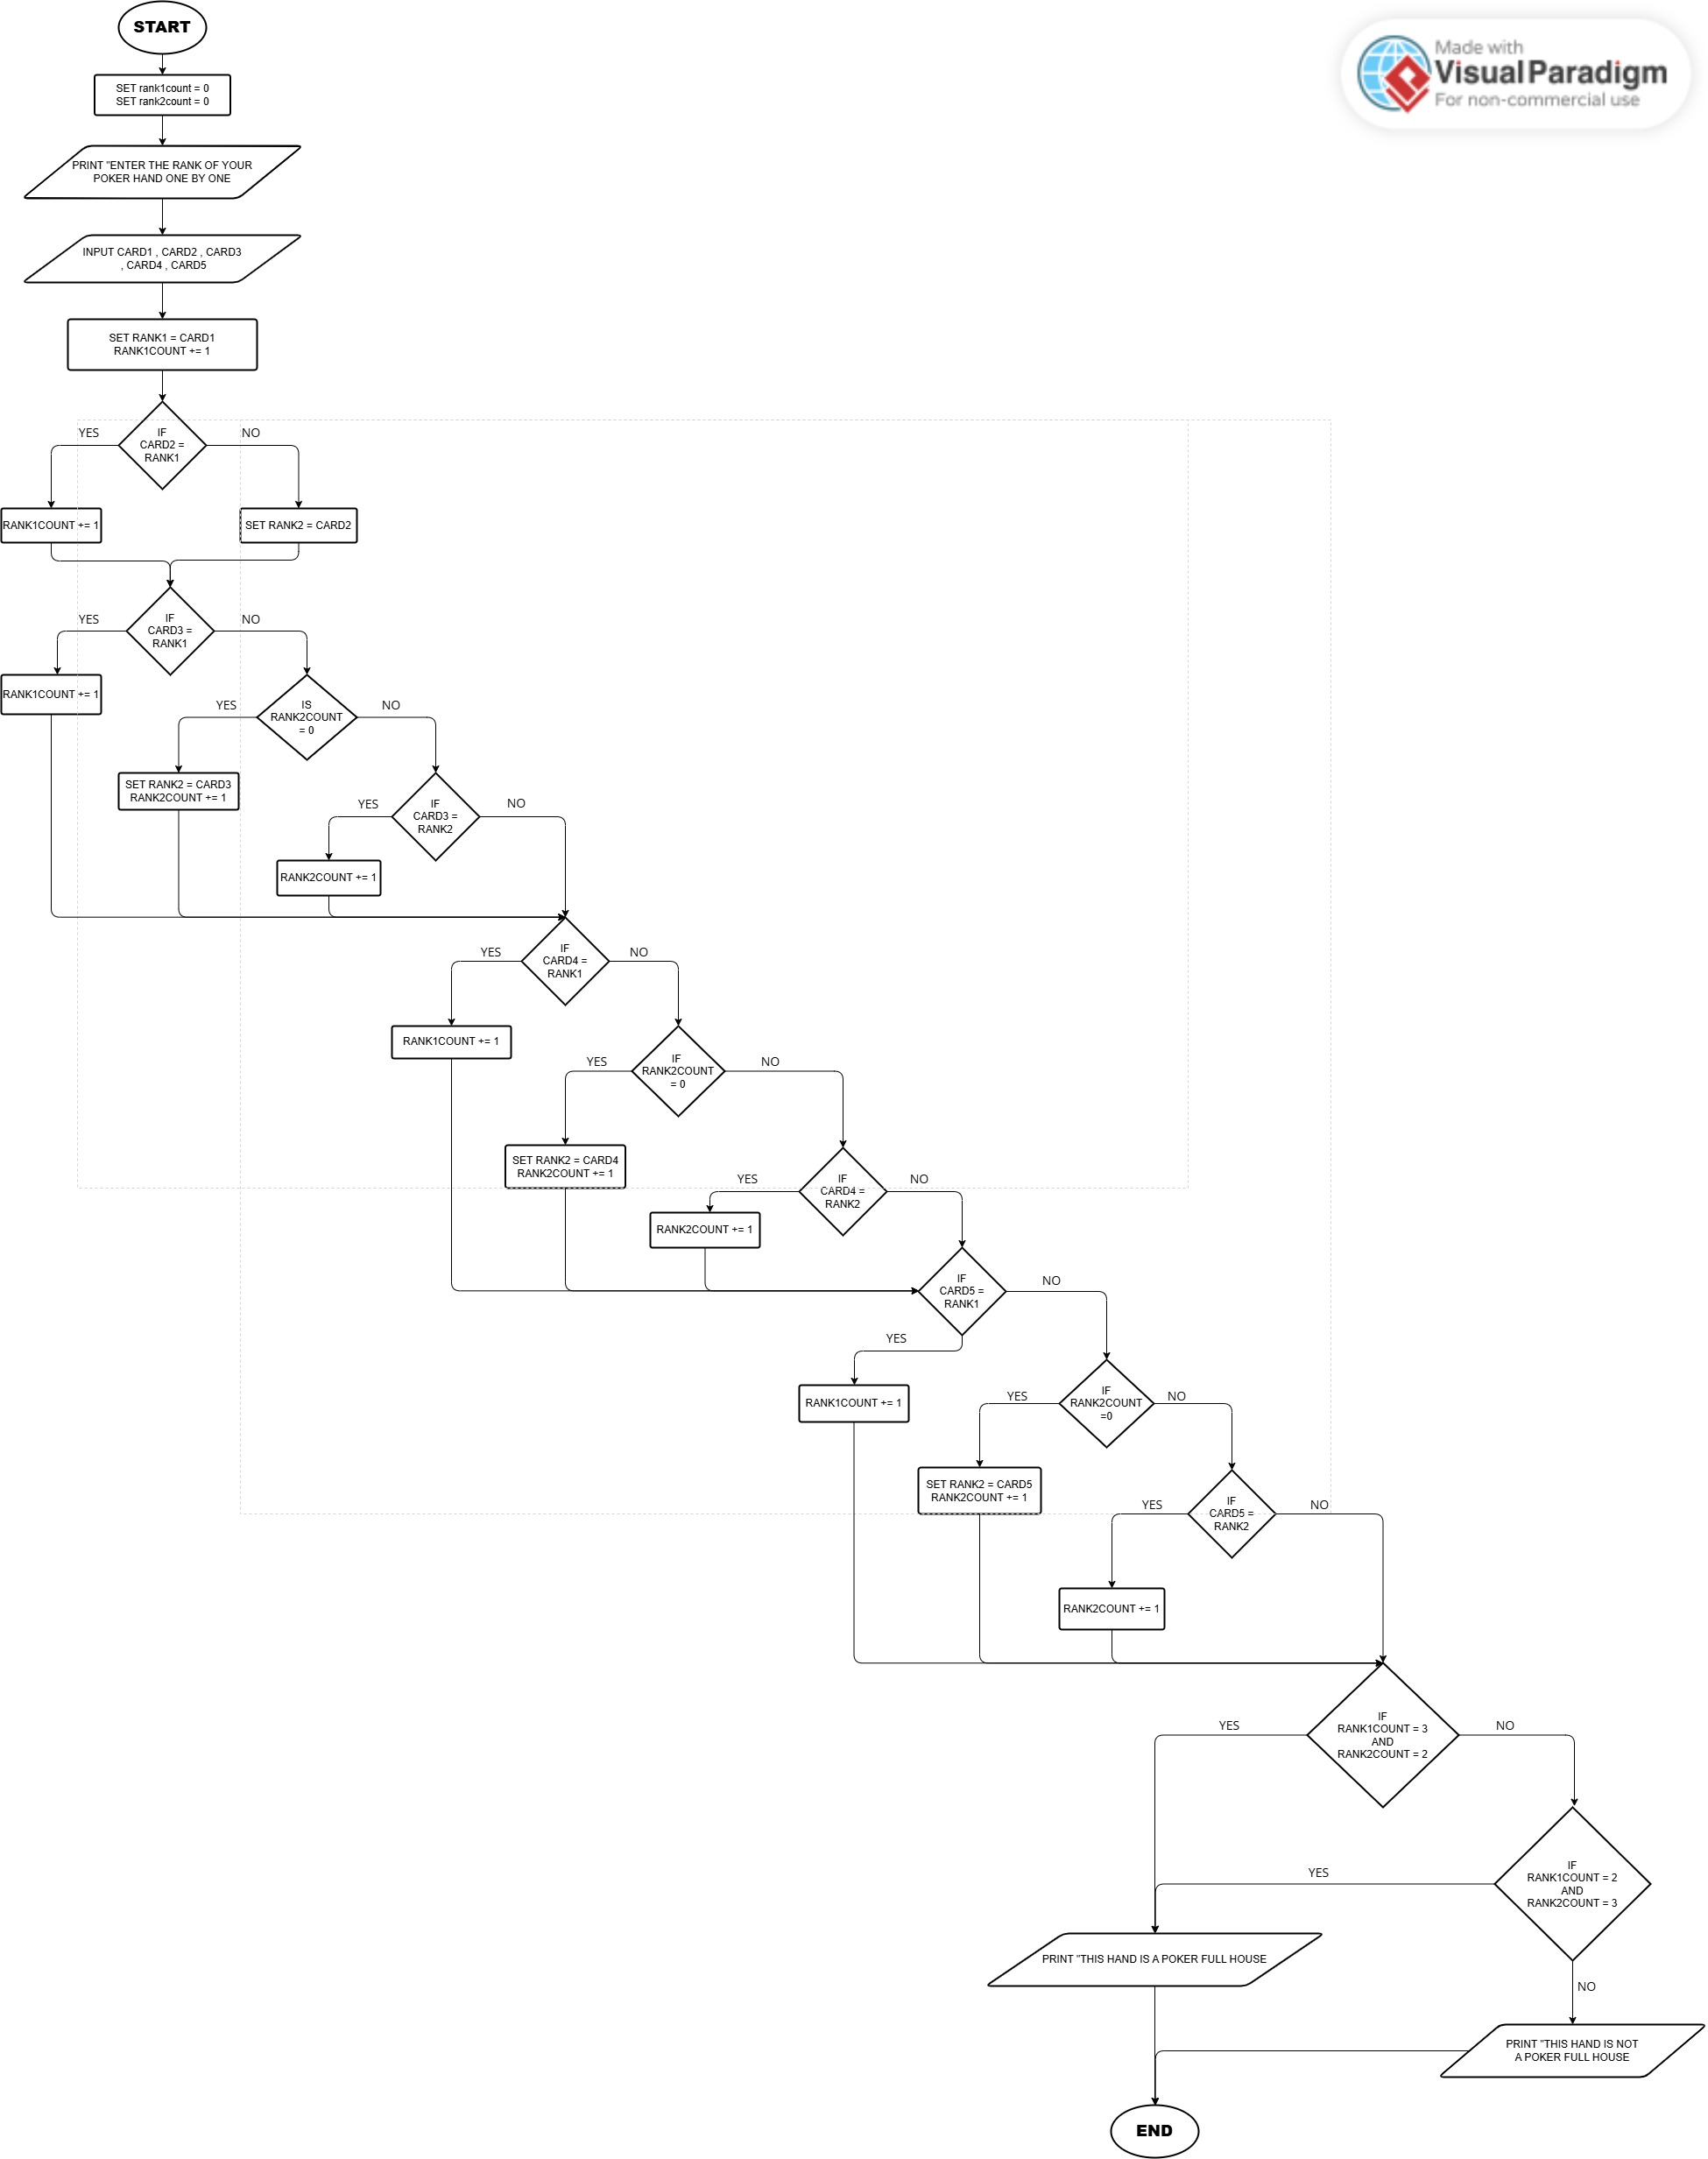 START
Made with
Visual Paradigm
For non-commercial use
SET rank1count = 0
SET rank2count = 0
PRINT "ENTER THE RANK OF YOUR
POKER HAND ONE BY ONE
INPUT CARD1 , CARD2 , CARD3
, CARD4 , CARD5
SET RANK1 = CARD1
RANK1COUNT += 1
IF
CARD2 =
RANK1
YES
NO
RANK1COUNT += 1
SET RANK2 = CARD2
IF
CARD3 =
RANK1
YES
NO
RANK1COUNT += 1
IS
RANK2COUNT
= 0
YES
NO
SET RANK2 = CARD3
RANK2COUNT += 1
IF
CARD3 =
RANK2
YES
NO
RANK2COUNT += 1
IF
CARD4 =
RANK1
YES
NO
RANK1COUNT += 1
IF
RANK2COUNT
= 0
YES
NO
SET RANK2 = CARD4
RANK2COUNT += 1
IF
CARD4 =
RANK2
YES
NO
RANK2COUNT += 1
IF
CARD5 =
RANK1
NO
YES
RANK1COUNT += 1
IF
RANK2COUNT
=0
YES
NO
SET RANK2 = CARD5
RANK2COUNT += 1
IF
CARD5 =
RANK2
YES
NO
RANK2COUNT += 1
IF
RANK1COUNT = 3
AND
RANK2COUNT = 2
YES
NO
IF
RANK1COUNT = 2
AND
RANK2COUNT = 3
YES
NO
PRINT "THIS HAND IS A POKER FULL HOUSE
PRINT "THIS HAND IS NOT
A POKER FULL HOUSE
END